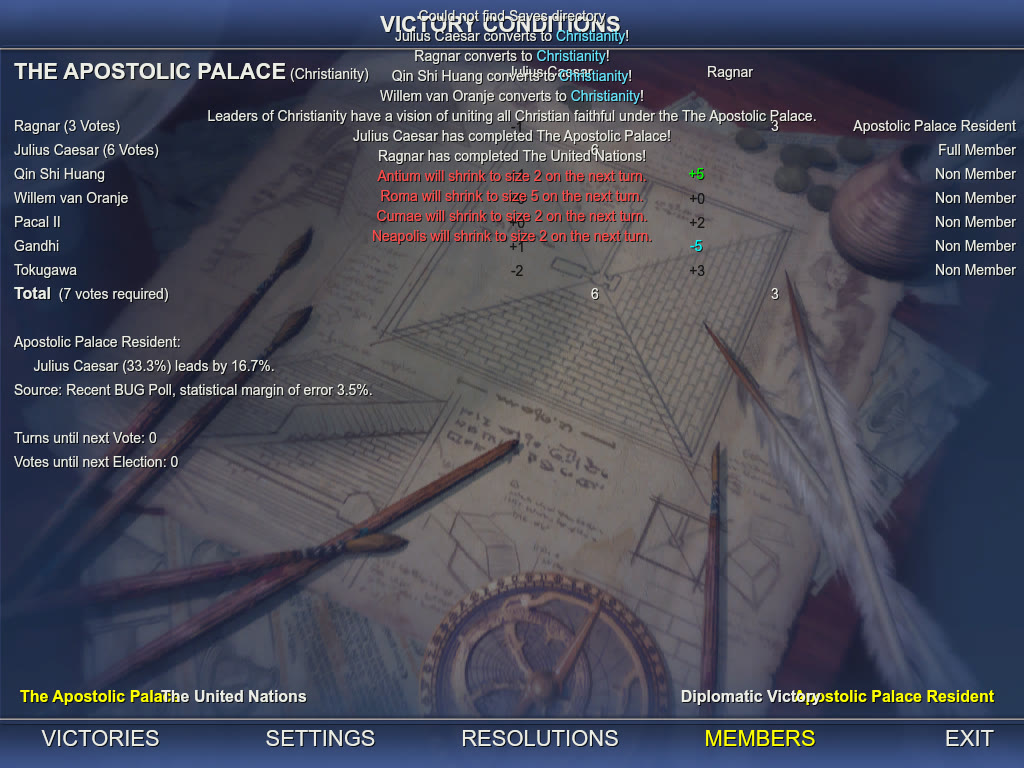 Could not find Saves directory
VICTORY CONDITIONS
Julius Caesar converts to Christianity!
Ragnar converts to Christianity!
THE APOSTOLIC PALACE (Christianity) Julius Caesar Ragnar
Qin Shi Huang converts to Christianity!
Willem van Oranje converts to Christianity!
Leaders of Christianity have a vision of uniting all Christian faithful under the The Apostolic Palace.
Ragnar (3 Votes) -1 3 Apostolic Palace Resident
Julius Caesar has completed The Apostolic Palace!
Julius Caesar (6 Votes) 6 Full Member
Ragnar has completed The United Nations!
Qin Shi Huang +5 Non Member
Antium will shrink to size 2 on the next turn.
Willem van Oranje +0 Non Member
Roma will shrink to size 5 on the next turn.
Pacal II +2 Non Member
Cumae will shrink to size 2 on the next turn.
Neapolis will shrink to size 2 on the next turn.
Gandhi +1 -5 Non Member
Tokugawa -2 +3 Non Member
Total (7 votes required) 6 3
Apostolic Palace Resident:
Julius Caesar (33.3%) leads by 16.7%.
Source: Recent BUG Poll, statistical margin of error 3.5%.
Turns until next Vote: 0
Votes until next Election: 0
The Apostolic Palace The United Nations Diplomatic Victory Apostolic Palace Resident
VICTORIES SETTINGS RESOLUTIONS MEMBERS EXIT